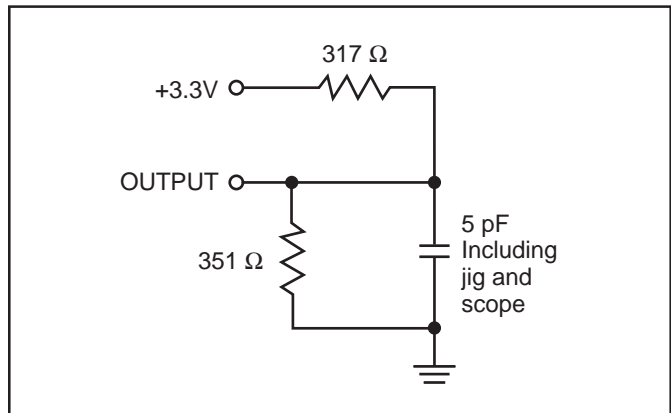 317 Ω
+3.3V
OUTPUT
351 Ω
5 pF
Including
jig and
scope